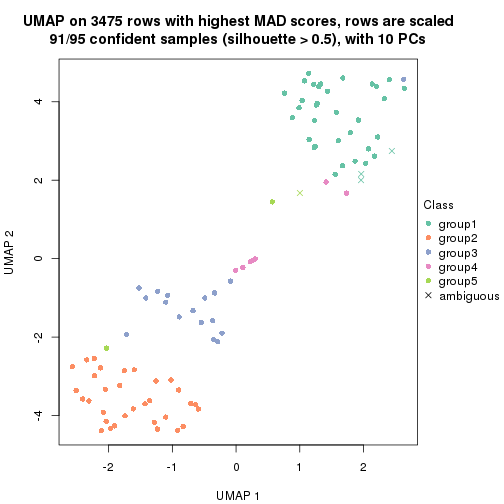 UMAP on 3475 rows with highest MAD scores, rows are scaled
91/95 confident samples (silhouette > 0.5), with 10 PCs
4
2
0
-2
-4
UMAP 2
-2
-1
0
1
2
UMAP 1
Class
group1
group2
group3
group4
group5
ambiguous